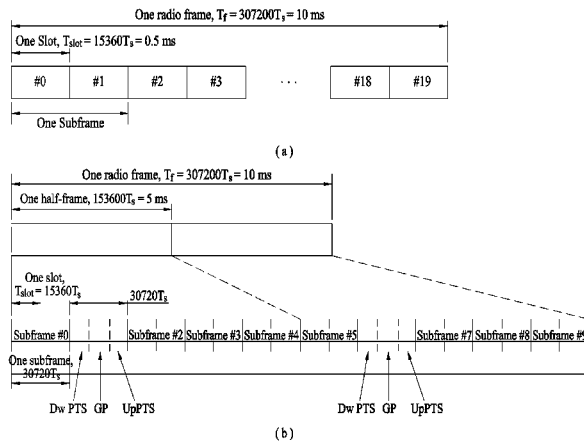 One radio frame, Tf = 307200Ts = 10 ms
One Slot, Tslot = 15360Ts = 0.5 ms
#0 #1 #2 #3 ... #18 #19
One Subframe
( a )
One radio frame, Tf = 307200Ts = 10 ms
One half-frame, 153600Ts = 5 ms
One slot,
Tslot = 15360Ts
30720Ts
Subframe #0 Subframe #2 Subframe #3 Subframe #4 Subframe #5 Subframe #7 Subframe #8 Subframe #9
One subframe,
30720Ts
Dw PTS GP UpPTS Dw PTS GP UpPTS
( b )